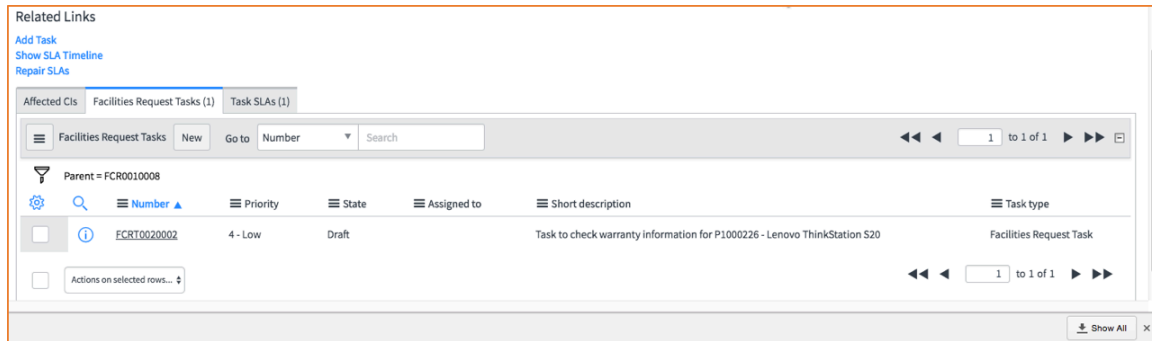 Related Links
Add Task
Show SLA Timeline
Repair SLAs
Affected CIs Facilities Request Tasks (1) Task SLAs (1)
Facilities Request Tasks New Go to Number Search 1 to 1 of 1
Parent = FCR0010008
Number Priority State Assigned to Short description Task type
FCRT0020002 4 - Low Draft Task to check warranty information for P1000226 - Lenovo ThinkStation S20 Facilities Request Task
Actions on selected rows... 1 to 1 of 1
Show All